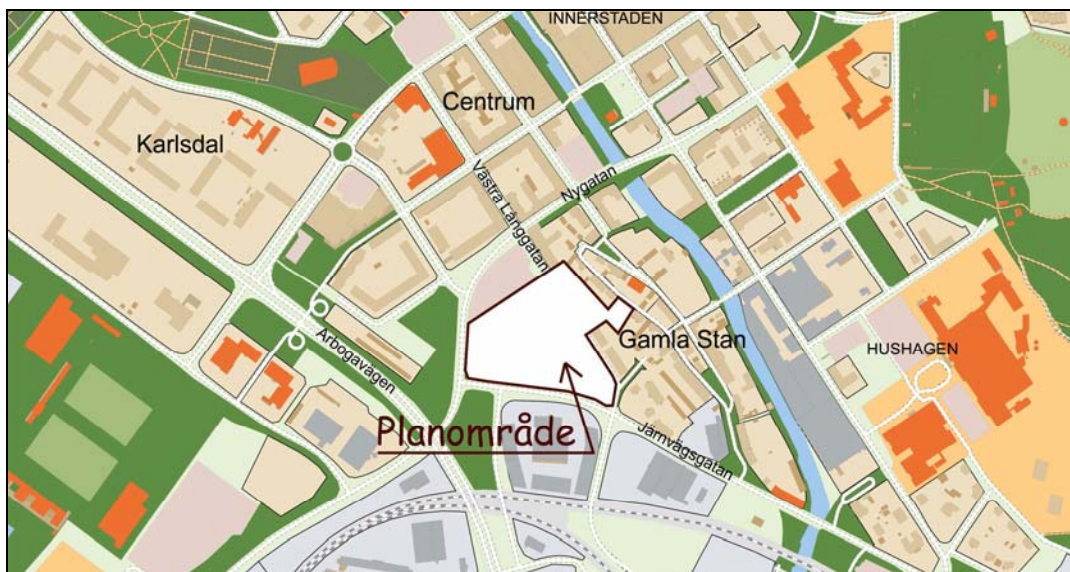 INNERSTADEN
Centrum
Karlsdal
Västra Långgatan
Nygatan
Gamla Stan
Arbogavägen
HUSHAGEN
Planområde
Järnvägsgatan